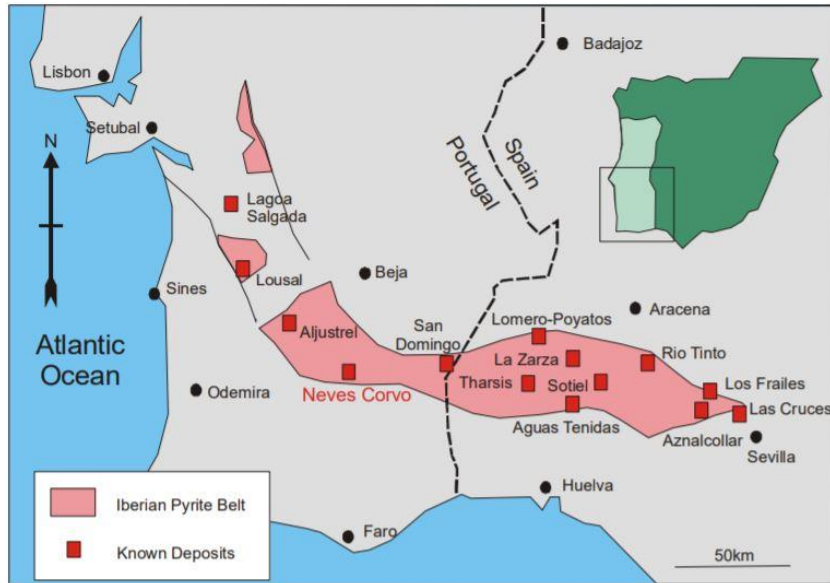 Badajoz
Lisbon
Setubal
N
Portugal
Spain
Lagoa
Salgada
Lousal
Beja
Sines
Aracena
Atlantic
Ocean
Aljustrel
San
Domingo
Lomero-Poyatos
La Zarza
Rio Tinto
Tharsis
Sotiel
Los Frailes
Las Cruces
Odemira
Neves Corvo
Aguas Tenidas
Aznalcollar
Sevilla
Iberian Pyrite Belt
Huelva
Known Deposits
Faro
50km